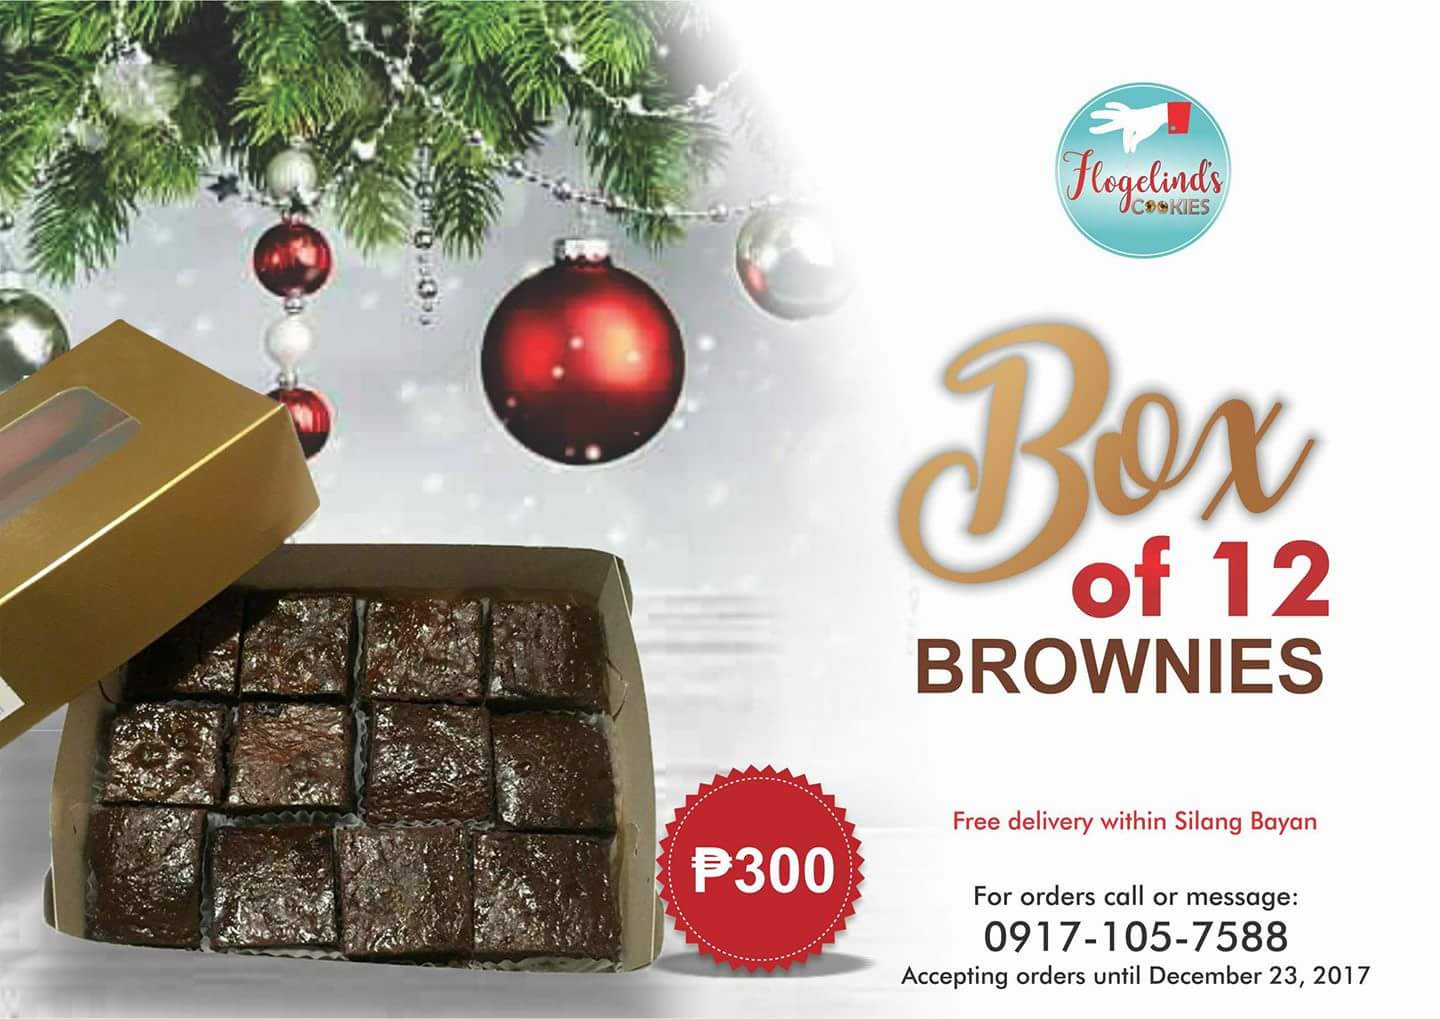 Flogelind's
COOKIES
Box
of 12
BROWNIES
₱300
Free delivery within Silang Bayan
For orders call or message:
0917-105-7588
Accepting orders until December 23, 2017